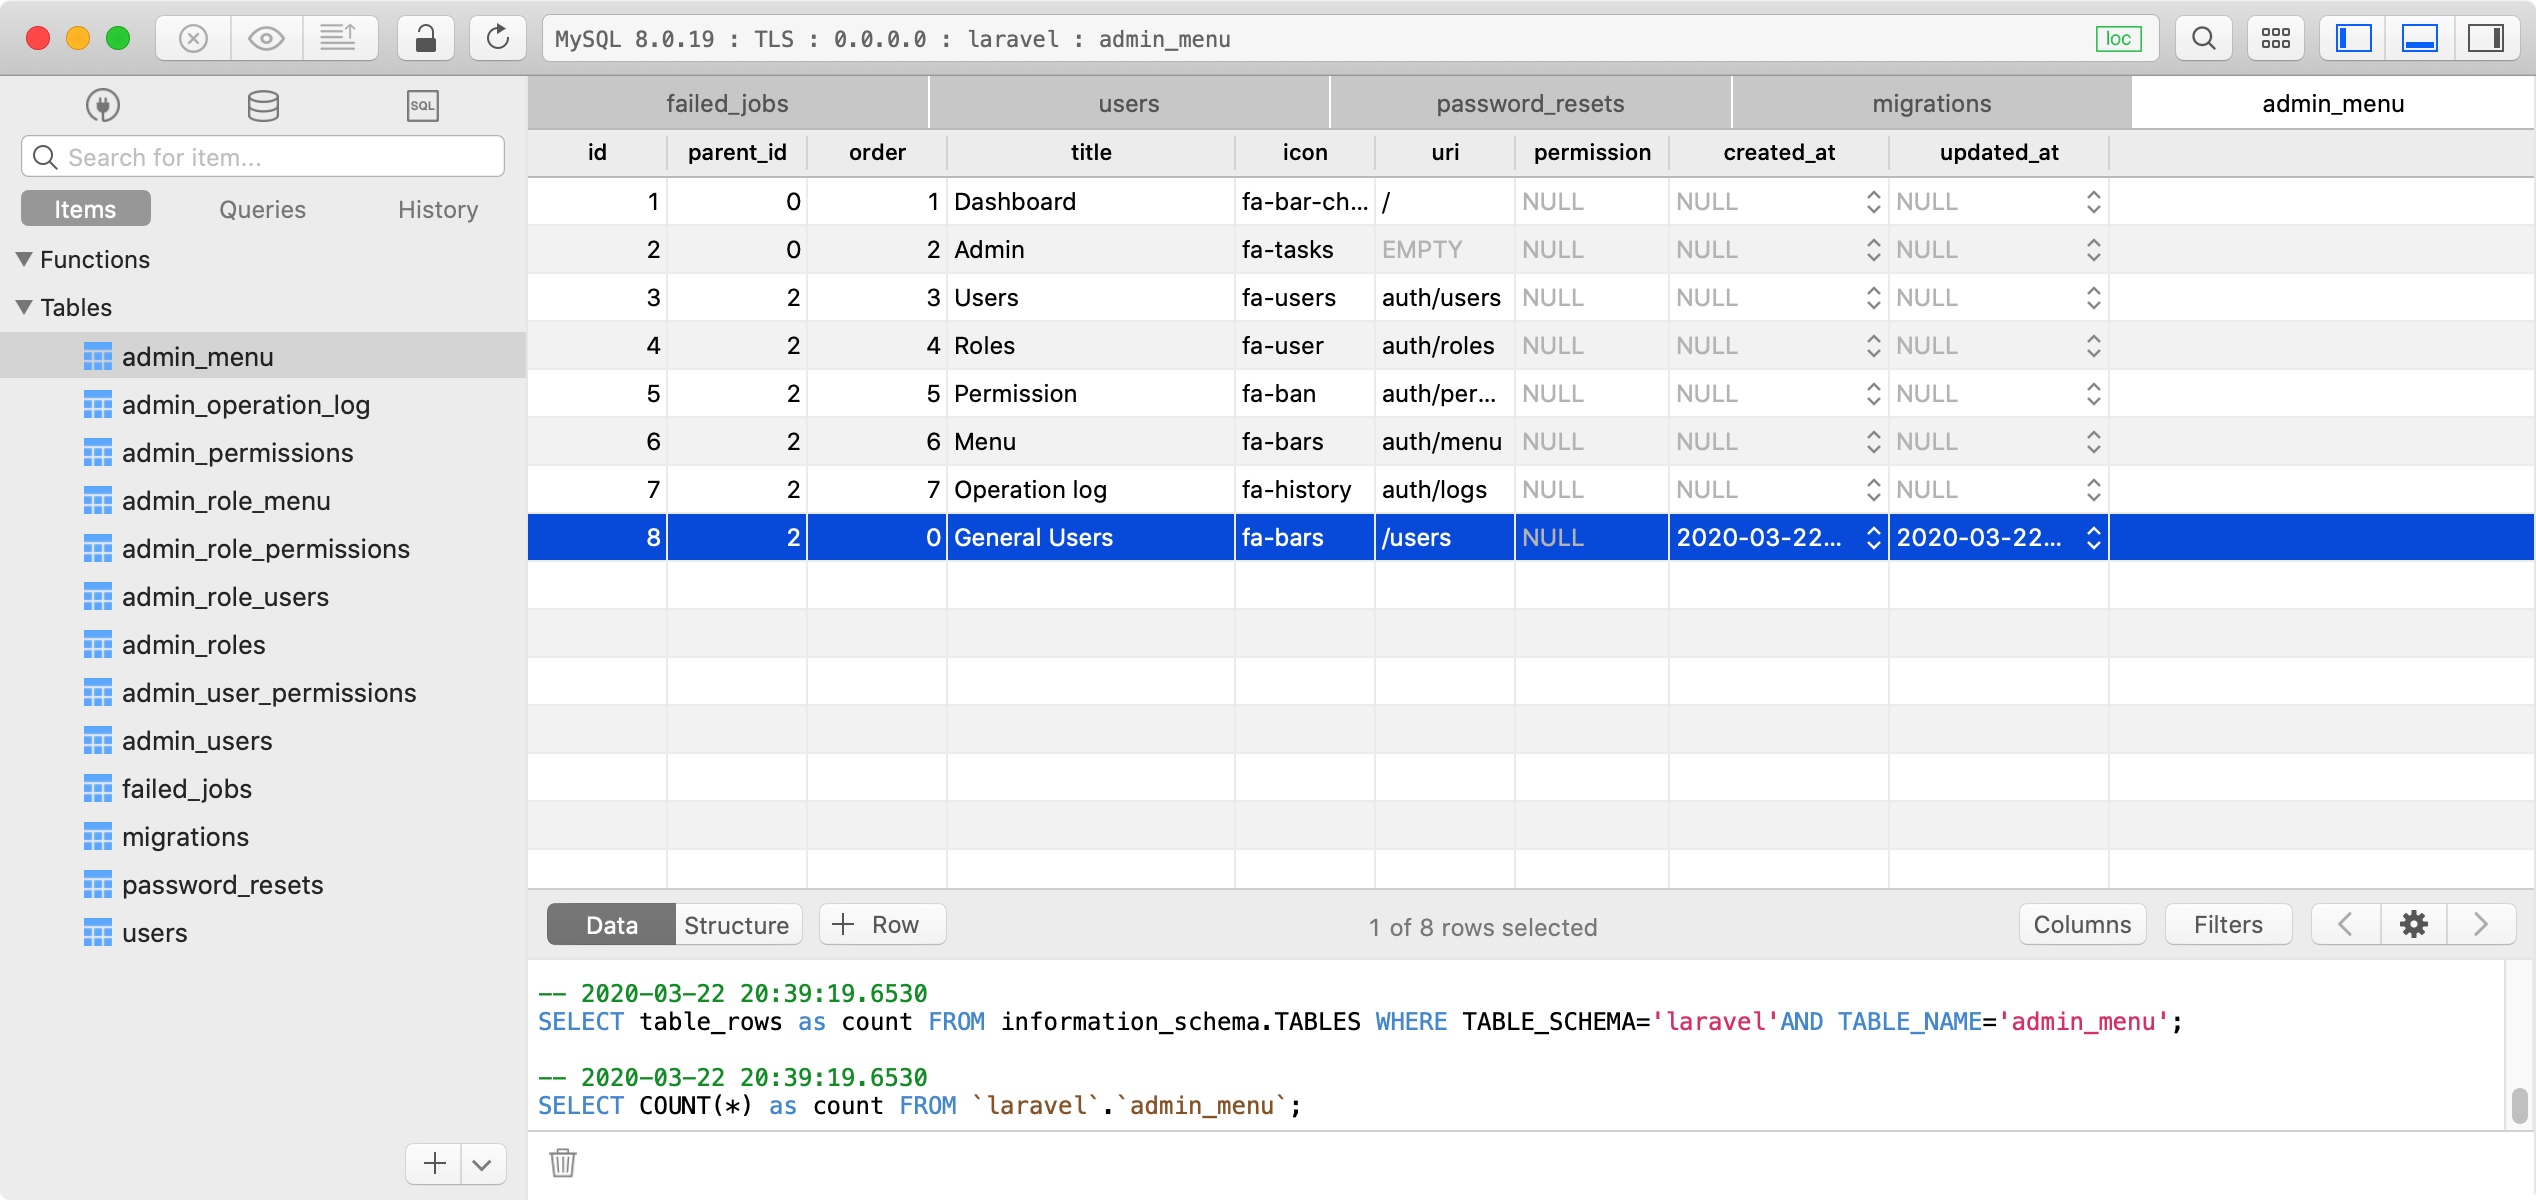 MySQL 8.0.19 : TLS : 0.0.0.0 : laravel : admin_menu
loc
SQL
Search for item...
Items Queries History
Functions
Tables
admin_menu
admin_operation_log
admin_permissions
admin_role_menu
admin_role_permissions
admin_role_users
admin_roles
admin_user_permissions
admin_users
failed_jobs
migrations
password_resets
users
failed_jobs users password_resets migrations admin_menu
id parent_id order title icon uri permission created_at updated_at
1 0 1 Dashboard fa-bar-ch... / NULL NULL NULL
2 0 2 Admin fa-tasks EMPTY NULL NULL NULL
3 2 3 Users fa-users auth/users NULL NULL NULL
4 2 4 Roles fa-user auth/roles NULL NULL NULL
5 2 5 Permission fa-ban auth/per... NULL NULL NULL
6 2 6 Menu fa-bars auth/menu NULL NULL NULL
7 2 7 Operation log fa-history auth/logs NULL NULL NULL
8 2 0 General Users fa-bars /users NULL 2020-03-22... 2020-03-22...
Data Structure + Row 1 of 8 rows selected Columns Filters
-- 2020-03-22 20:39:19.6530
SELECT table_rows as count FROM information_schema.TABLES WHERE TABLE_SCHEMA='laravel'AND TABLE_NAME='admin_menu';
-- 2020-03-22 20:39:19.6530
SELECT COUNT(*) as count FROM `laravel`.`admin_menu`;